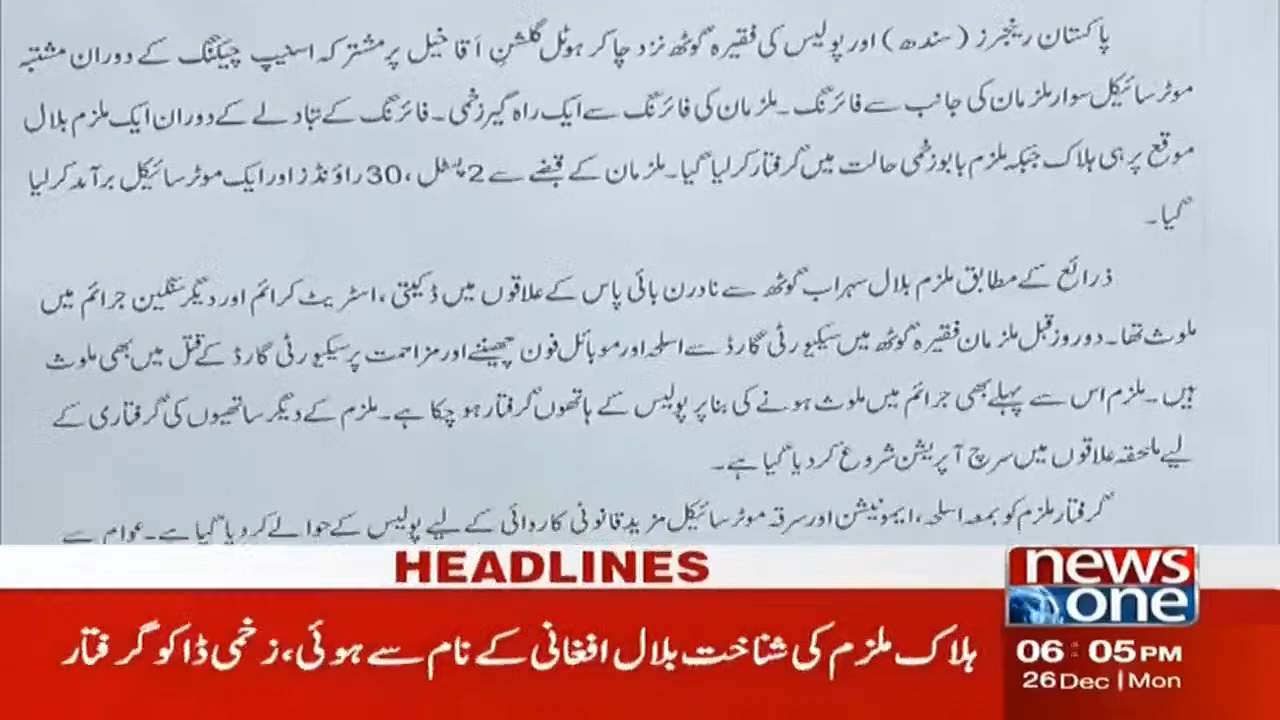 پاکستان رینجرز (سندھ) اور پولیس کی فقیرہ گوٹھ نزد چاکر ہوٹل گلشنِ آقا خیل پر مشترکہ اسنیپ چیکنگ کے دوران مشتبہ
موٹر سائیکل سوار ملزمان کی جانب سے فائرنگ۔ ملزمان کی فائرنگ سے ایک راہ گیر زخمی۔ فائرنگ کے تبادلے کے دوران ایک ملزم بلال
موقع پر ہی ہلاک جبکہ ملزم بابو زخمی حالت میں گرفتار کر لیا گیا۔ ملزمان کے قبضے سے 2 پسٹل، 30 راؤنڈز اور ایک موٹر سائیکل برآمد کر لیا
گیا۔
ذرائع کے مطابق ملزم بلال سہراب گوٹھ سے نادرن بائی پاس کے علاقوں میں ڈکیتی، اسٹریٹ کرائم اور دیگر سنگین جرائم میں
ملوث تھا۔ دو روز قبل ملزمان فقیرہ گوٹھ میں سیکیورٹی گارڈ سے اسلحہ اور موبائل فون چھیننے اور مزاحمت پر سیکیورٹی گارڈ کے قتل میں بھی ملوث
ہیں۔ ملزم اس سے پہلے بھی جرائم میں ملوث ہونے کی بنا پر پولیس کے ہاتھوں گرفتار ہو چکا ہے۔ ملزم کے دیگر ساتھیوں کی گرفتاری کے
لیے ملحقہ علاقوں میں سرچ آپریشن شروع کر دیا گیا ہے۔
گرفتار ملزم کو بمعہ اسلحہ، ایمونیشن اور سرقہ موٹر سائیکل مزید قانونی کاروائی کے لیے پولیس کے حوالے کر دیا گیا ہے۔ عوام سے
HEADLINES
news
one
ہلاک ملزم کی شناخت بلال افغانی کے نام سے ہوئی، زخمی ڈاکو گرفتار
06:05 PM
26 Dec | Mon